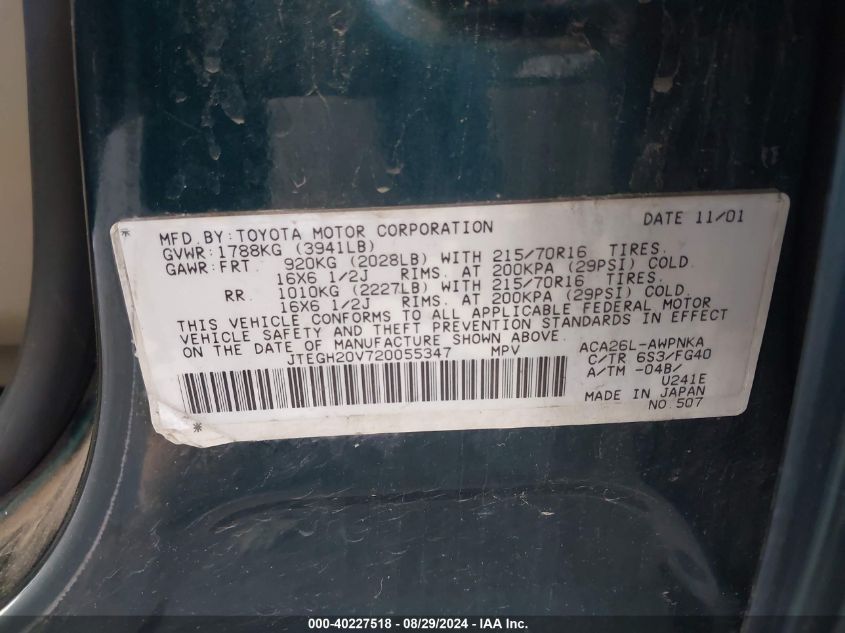 MFD. BY: TOYOTA MOTOR CORPORATION DATE 11/01
GVWR: 1788KG (3941LB)
GAWR: FRT. 920KG (2028LB) WITH 215/70R16 TIRES.
16X6 1/2J RIMS. AT 200KPA (29PSI) COLD
RR. 1010KG (2227LB) WITH 215/70R16 TIRES.
16X6 1/2J RIMS. AT 200KPA (29PSI) COLD.
THIS VEHICLE CONFORMS TO ALL APPLICABLE FEDERAL MOTOR
VEHICLE SAFETY AND THEFT PREVENTION STANDARDS IN EFFECT
ON THE DATE OF MANUFACTURE SHOWN ABOVE.
JTEGH20V720055347 MPV
ACA26L-AWPNKA
C/TR 6S3/FG40
A/TM -04B/
U241E
MADE IN JAPAN
NO.507
000-40227518 - 08/29/2024 - Copyright © 2024 IAA, Inc.